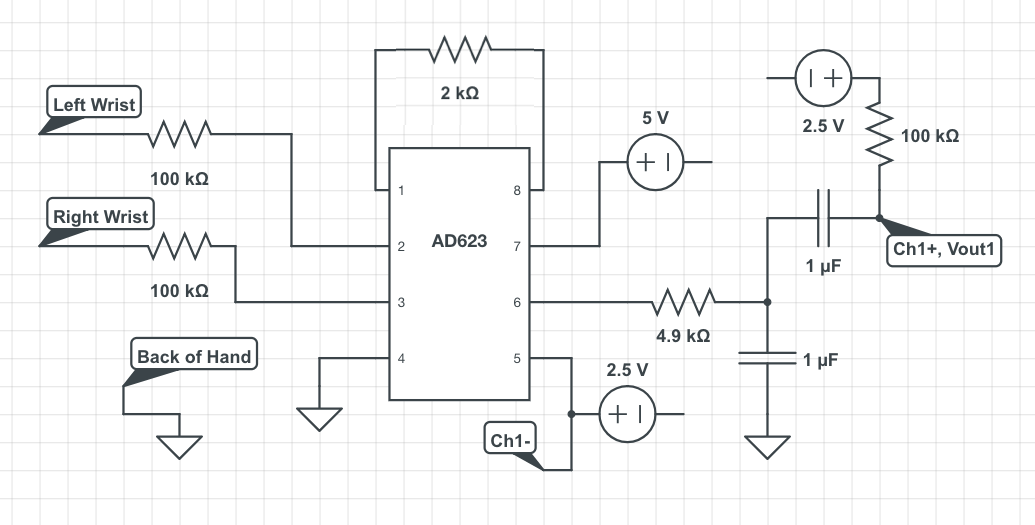 2 kΩ
Left Wrist
100 kΩ
Right Wrist
100 kΩ
Back of Hand
AD623
1
2
3
4
8
7
6
5
5 V
2.5 V
100 kΩ
Ch1+, Vout1
1 µF
4.9 kΩ
1 µF
2.5 V
Ch1-